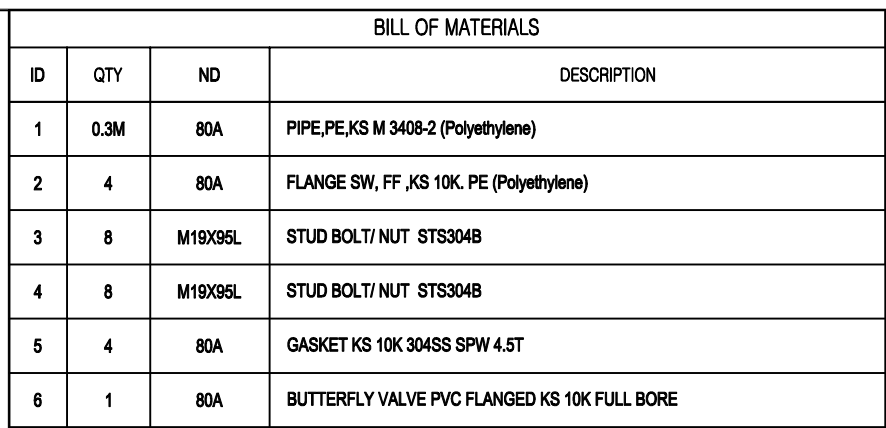 BILL OF MATERIALS
ID QTY ND DESCRIPTION
1 0.3M 80A PIPE,PE,KS M 3408-2 (Polyethylene)
2 4 80A FLANGE SW, FF ,KS 10K. PE (Polyethylene)
3 8 M19X95L STUD BOLT/ NUT STS304B
4 8 M19X95L STUD BOLT/ NUT STS304B
5 4 80A GASKET KS 10K 304SS SPW 4.5T
6 1 80A BUTTERFLY VALVE PVC FLANGED KS 10K FULL BORE